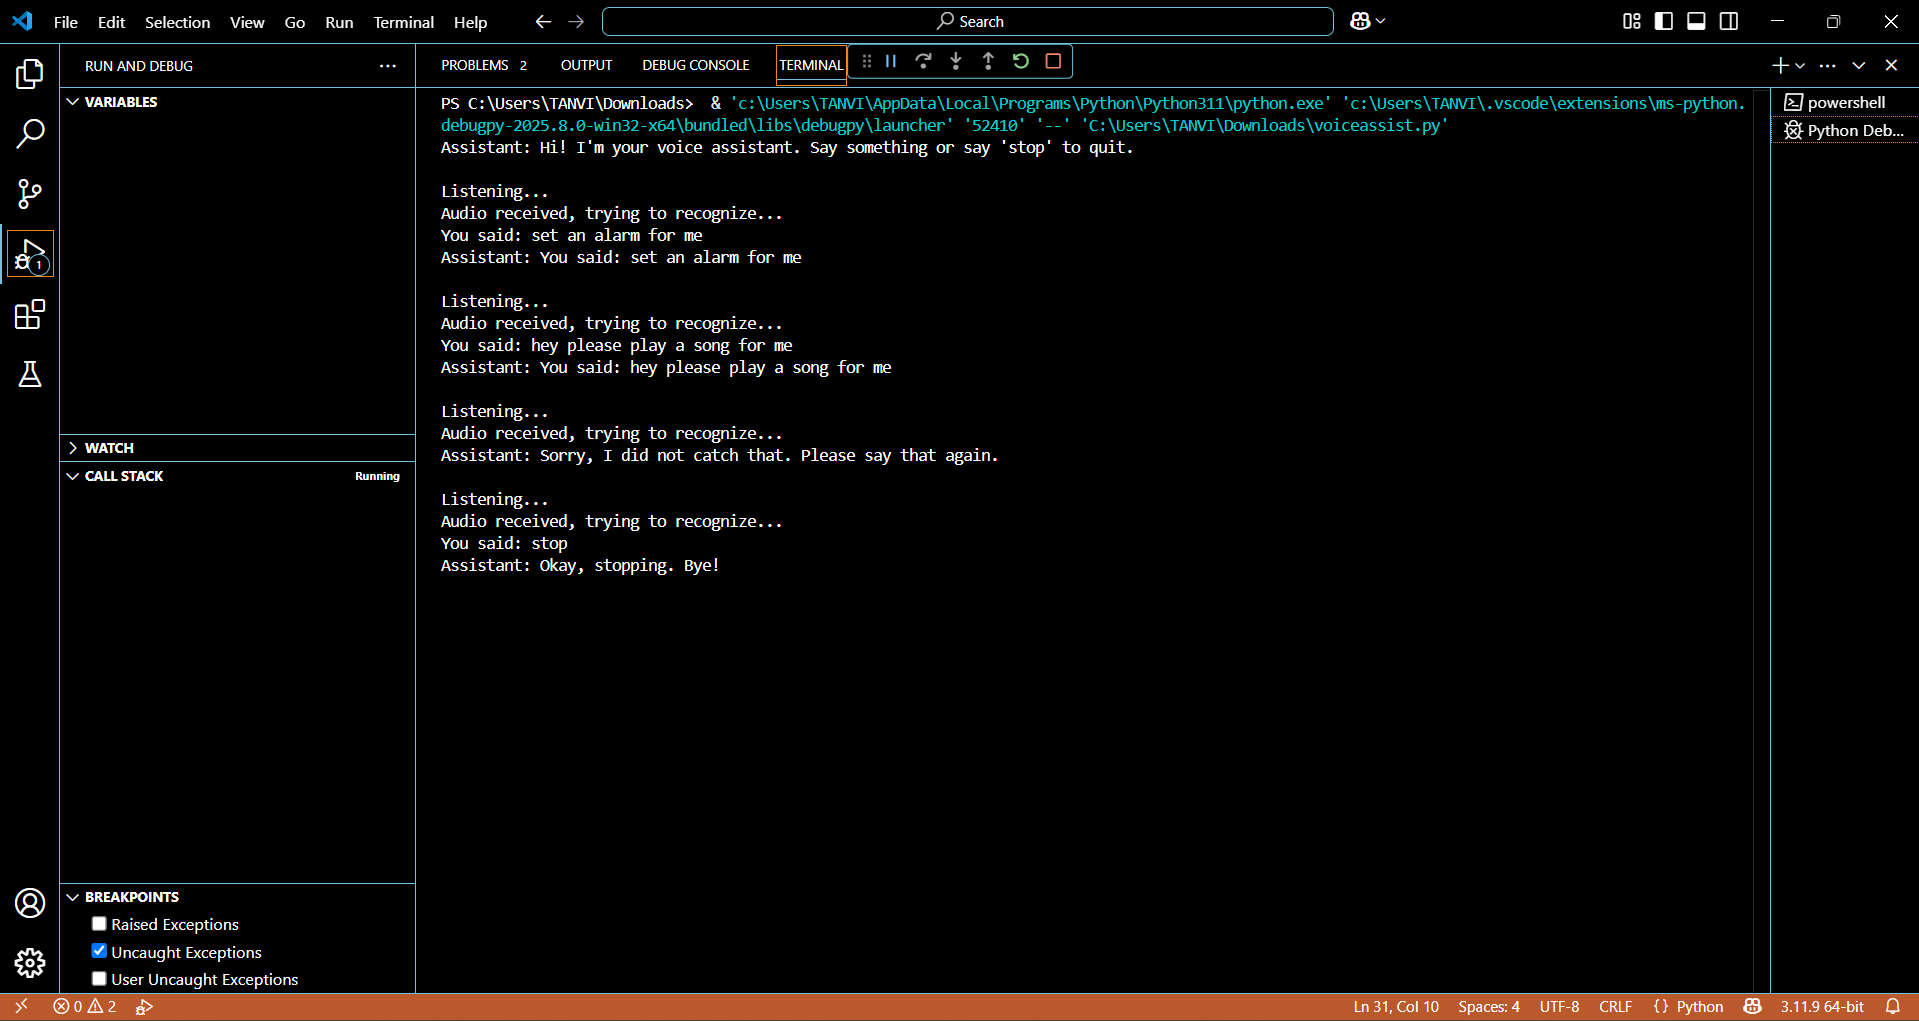 File Edit Selection View Go Run Terminal Help Search
RUN AND DEBUG
VARIABLES
WATCH
CALL STACK Running
BREAKPOINTS
Raised Exceptions
Uncaught Exceptions
User Uncaught Exceptions
PROBLEMS 2 OUTPUT DEBUG CONSOLE TERMINAL
PS C:\Users\TANVI\Downloads>  & 'c:\Users\TANVI\AppData\Local\Programs\Python\Python311\python.exe' 'c:\Users\TANVI\.vscode\extensions\ms-python.
debugpy-2025.8.0-win32-x64\bundled\libs\debugpy\launcher' '52410' '--' 'C:\Users\TANVI\Downloads\voiceassist.py'
Assistant: Hi! I'm your voice assistant. Say something or say 'stop' to quit.
Listening...
Audio received, trying to recognize...
You said: set an alarm for me
Assistant: You said: set an alarm for me
Listening...
Audio received, trying to recognize...
You said: hey please play a song for me
Assistant: You said: hey please play a song for me
Listening...
Audio received, trying to recognize...
Assistant: Sorry, I did not catch that. Please say that again.
Listening...
Audio received, trying to recognize...
You said: stop
Assistant: Okay, stopping. Bye!
powershell
Python Deb...
1
0 2 Ln 31, Col 10 Spaces: 4 UTF-8 CRLF {} Python 3.11.9 64-bit